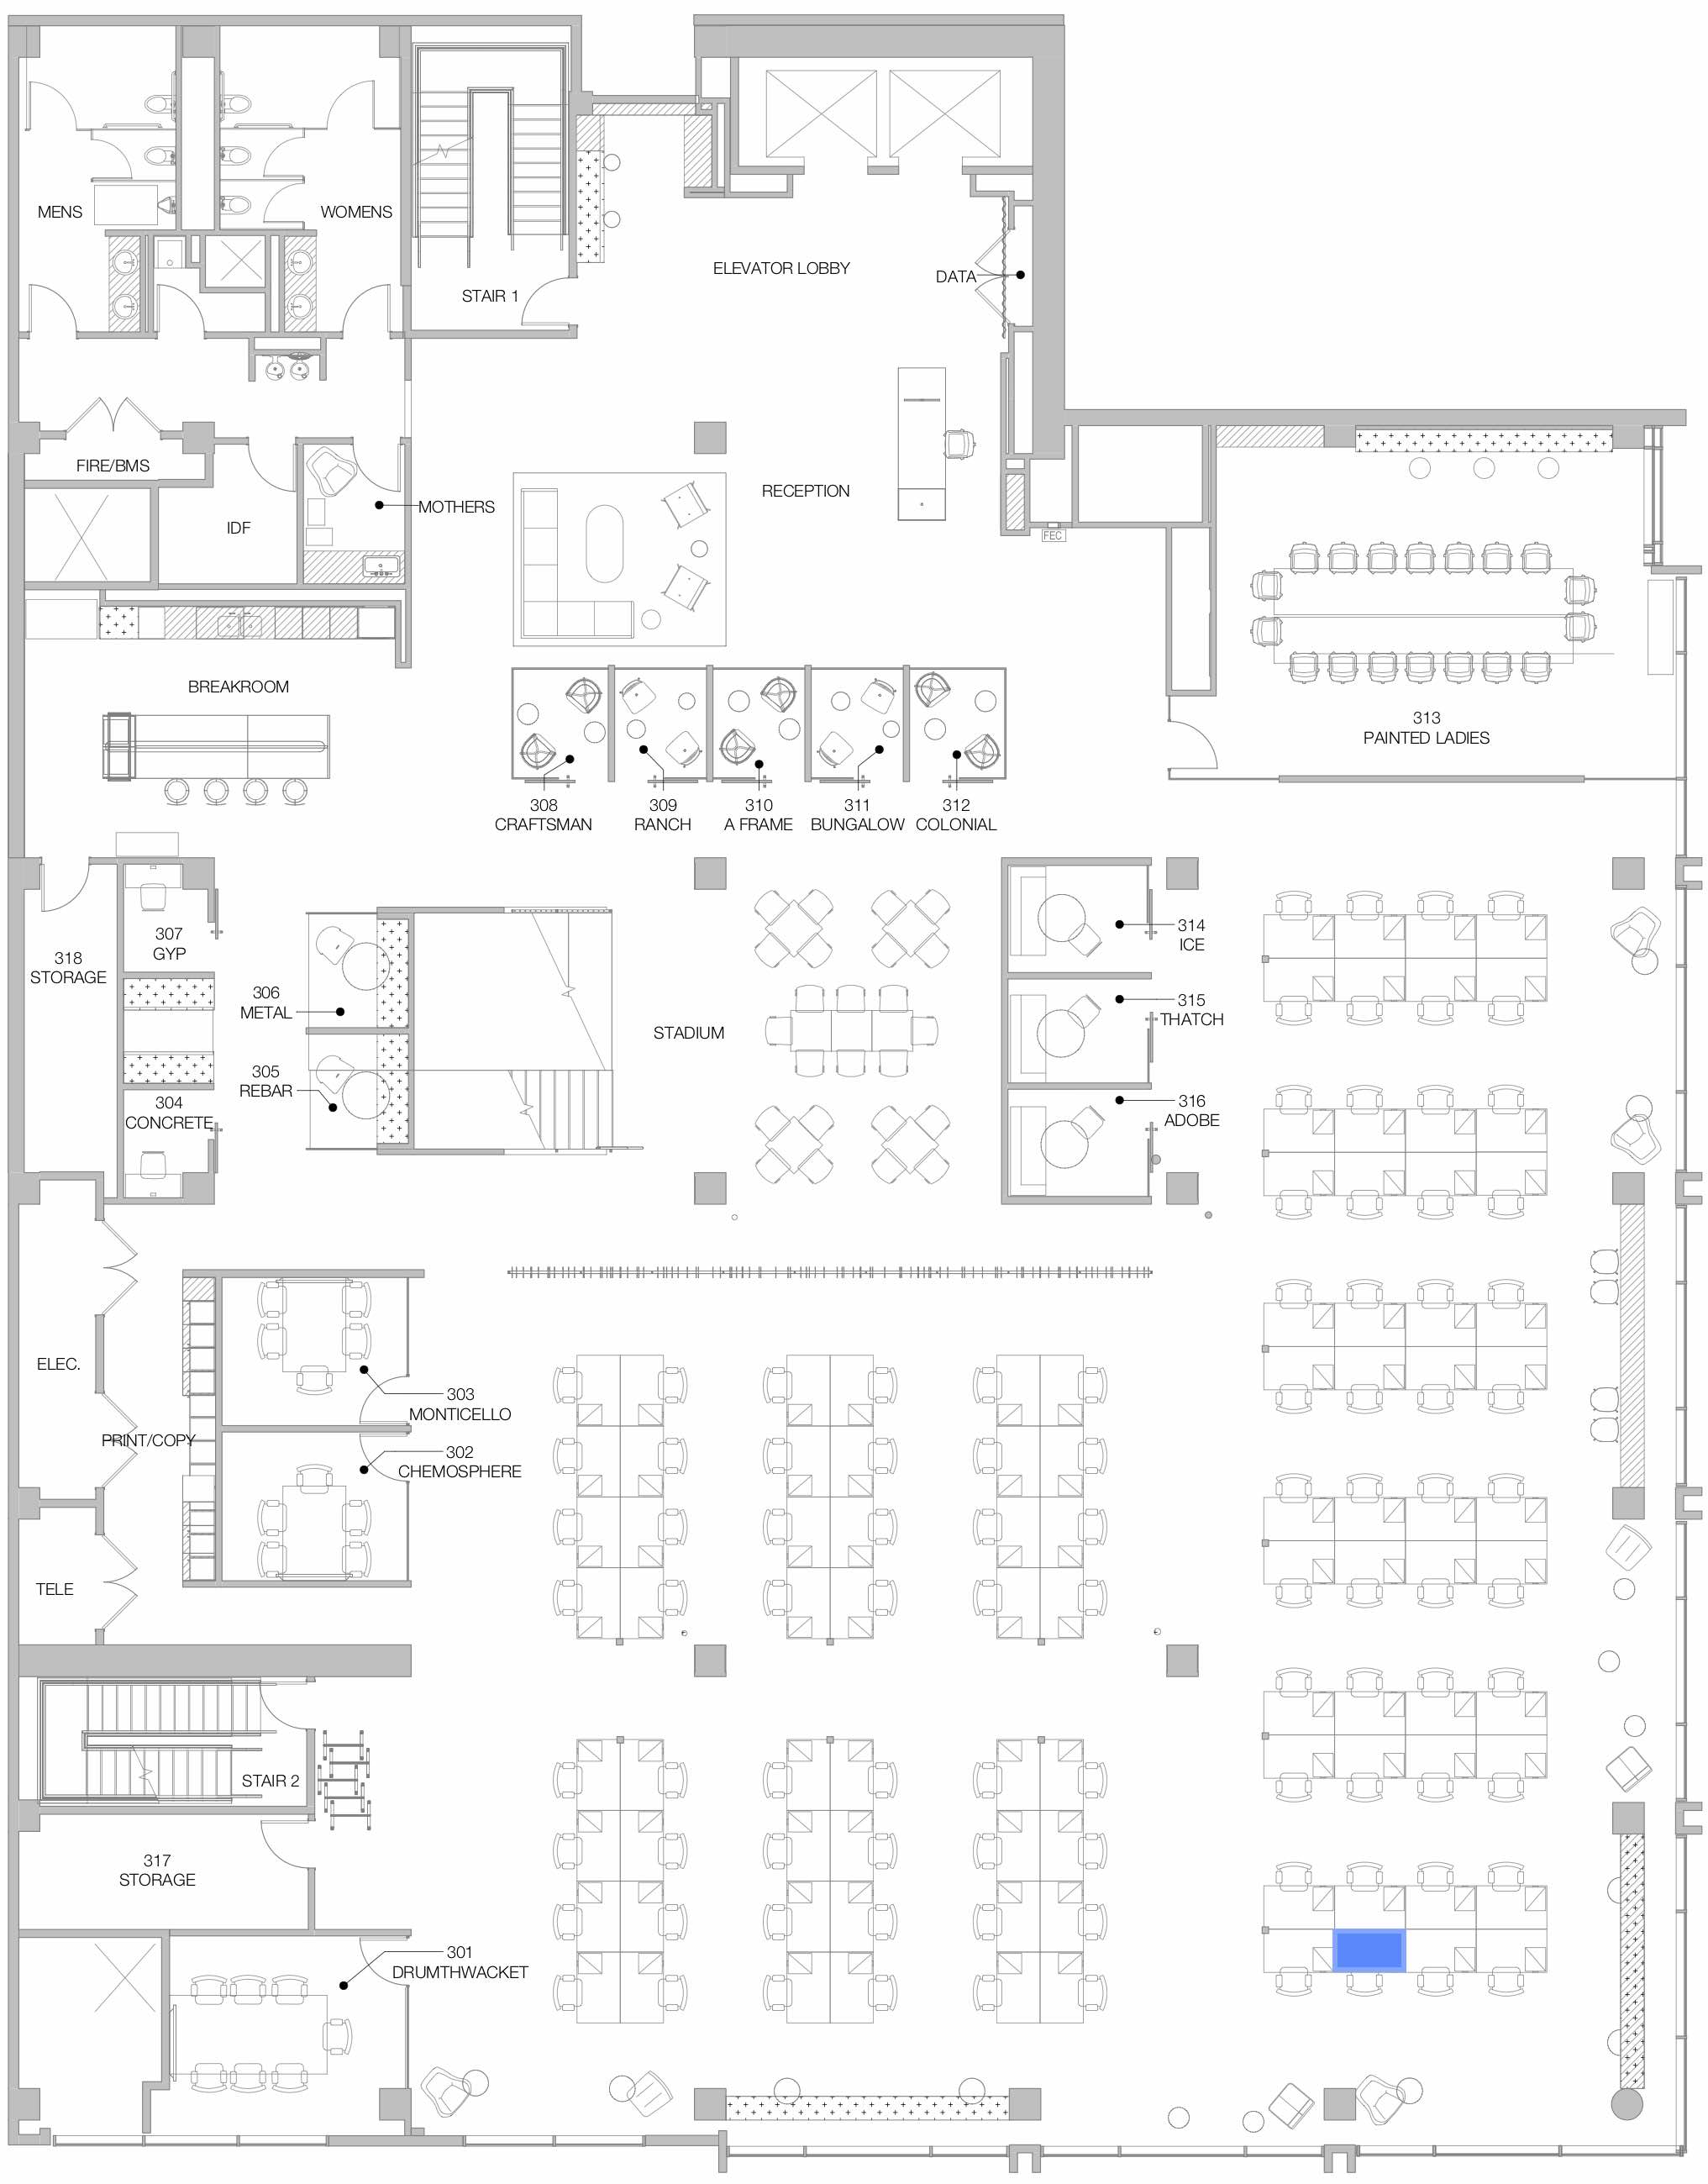 MENS
WOMENS
STAIR 1
ELEVATOR LOBBY
DATA
FIRE/BMS
IDF
MOTHERS
RECEPTION
FEC
BREAKROOM
313
PAINTED LADIES
308
CRAFTSMAN
309
RANCH
310
A FRAME
311
BUNGALOW
312
COLONIAL
307
GYP
318
STORAGE
306
METAL
305
REBAR
304
CONCRETE
STADIUM
314
ICE
315
THATCH
316
ADOBE
ELEC.
303
MONTICELLO
PRINT/COPY
302
CHEMOSPHERE
TELE
STAIR 2
317
STORAGE
301
DRUMTHWACKET